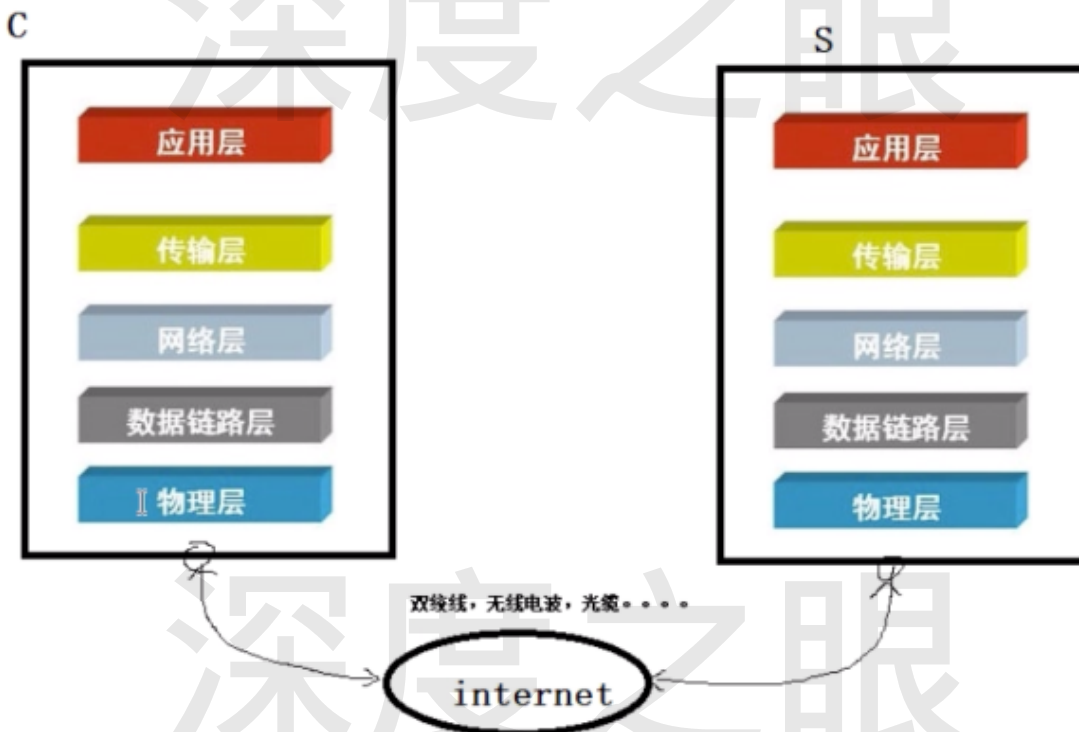 深度之眼
C
S
应用层
传输层
网络层
数据链路层
物理层
应用层
传输层
网络层
数据链路层
物理层
双绞线，无线电波，光缆。。。。
internet
深度之眼